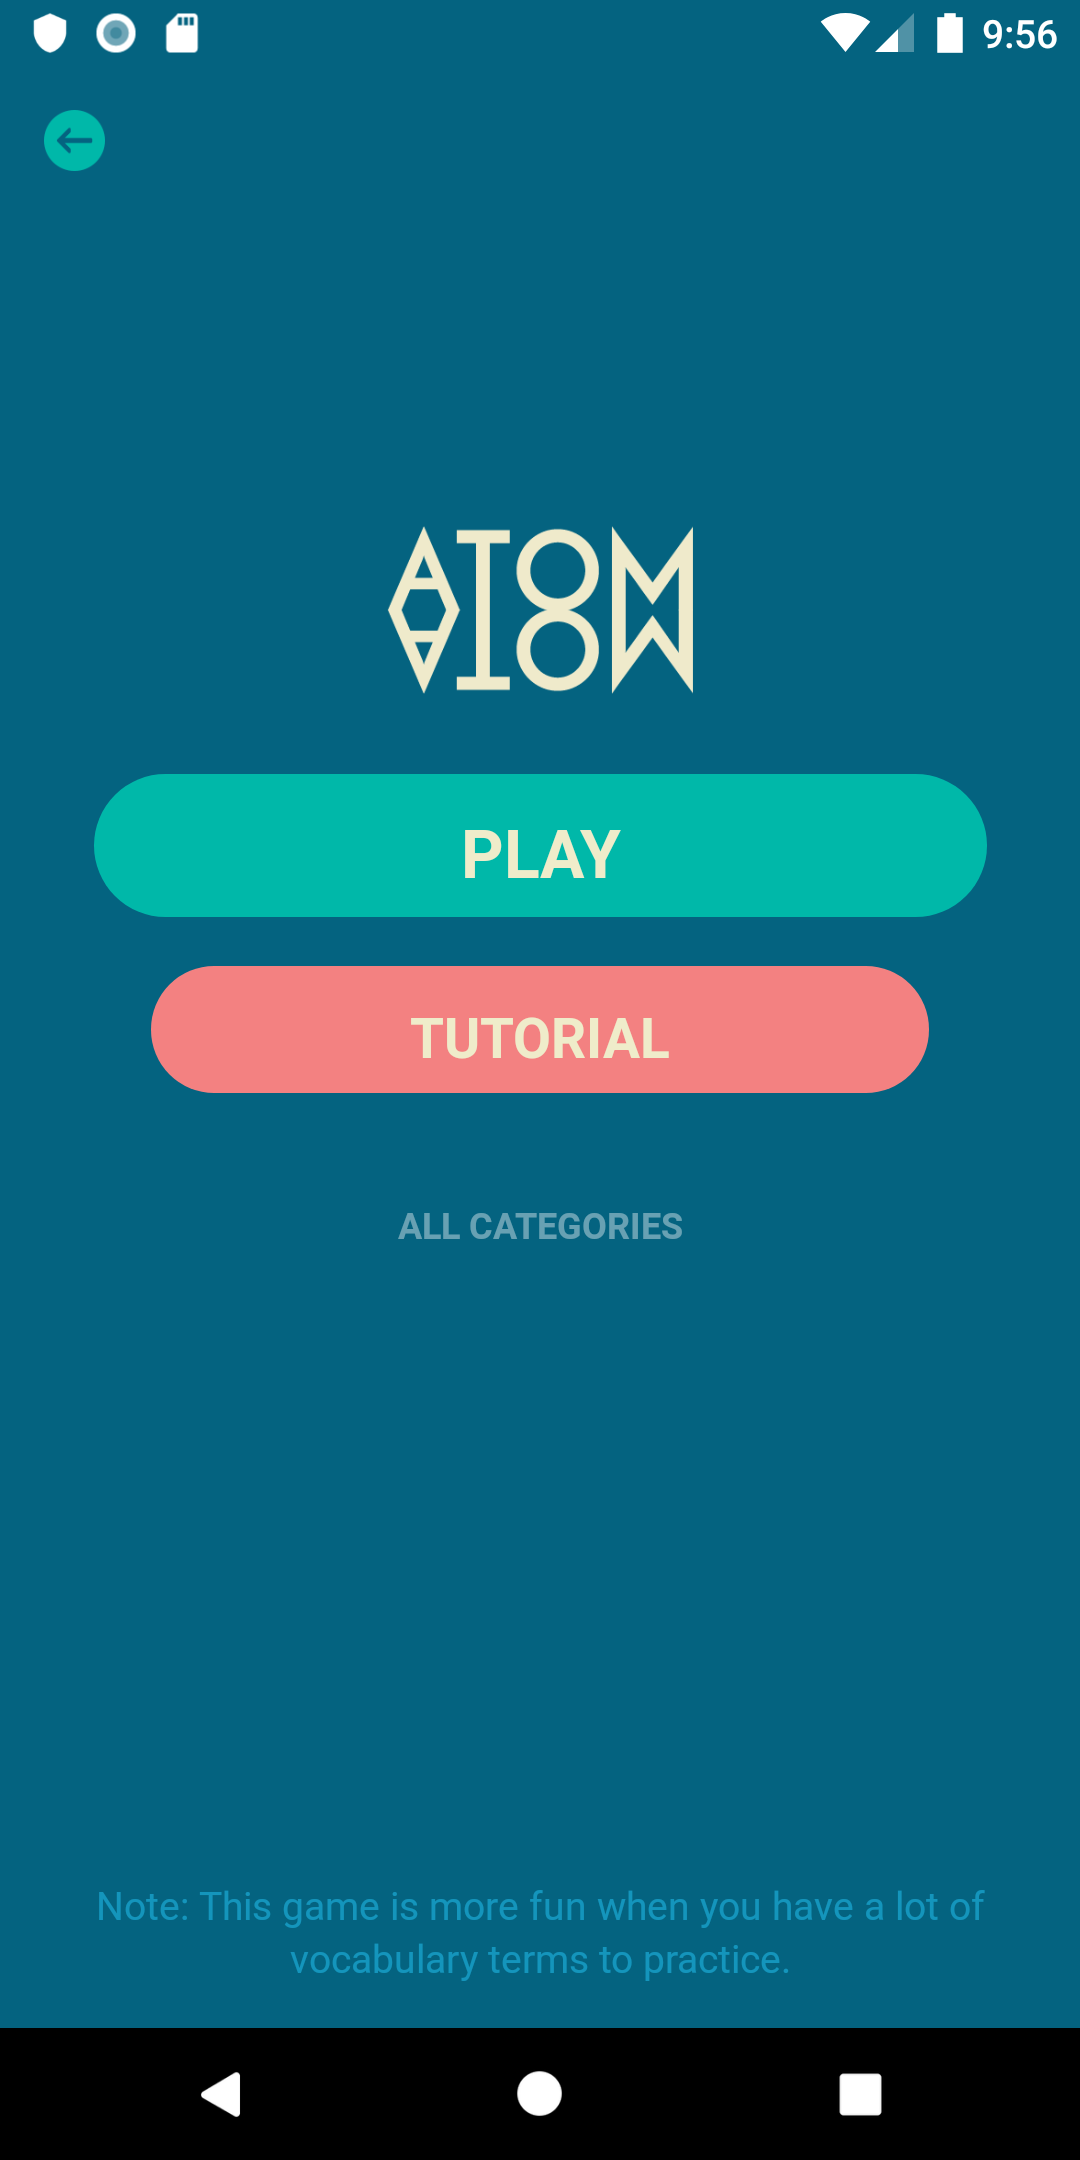 9:56
ATOM
PLAY
TUTORIAL
ALL CATEGORIES
Note: This game is more fun when you have a lot of
vocabulary terms to practice.